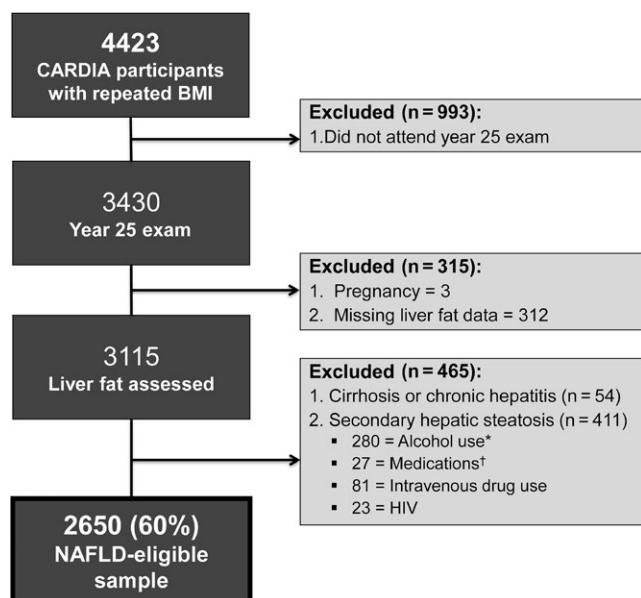 4423
CARDIA participants
with repeated BMI
Excluded (n = 993):
1.Did not attend year 25 exam
3430
Year 25 exam
Excluded (n = 315):
1. Pregnancy = 3
2. Missing liver fat data = 312
3115
Liver fat assessed
Excluded (n = 465):
1. Cirrhosis or chronic hepatitis (n = 54)
2. Secondary hepatic steatosis (n = 411)
▪ 280 = Alcohol use*
▪ 27 = Medications†
▪ 81 = Intravenous drug use
▪ 23 = HIV
2650 (60%)
NAFLD-eligible
sample